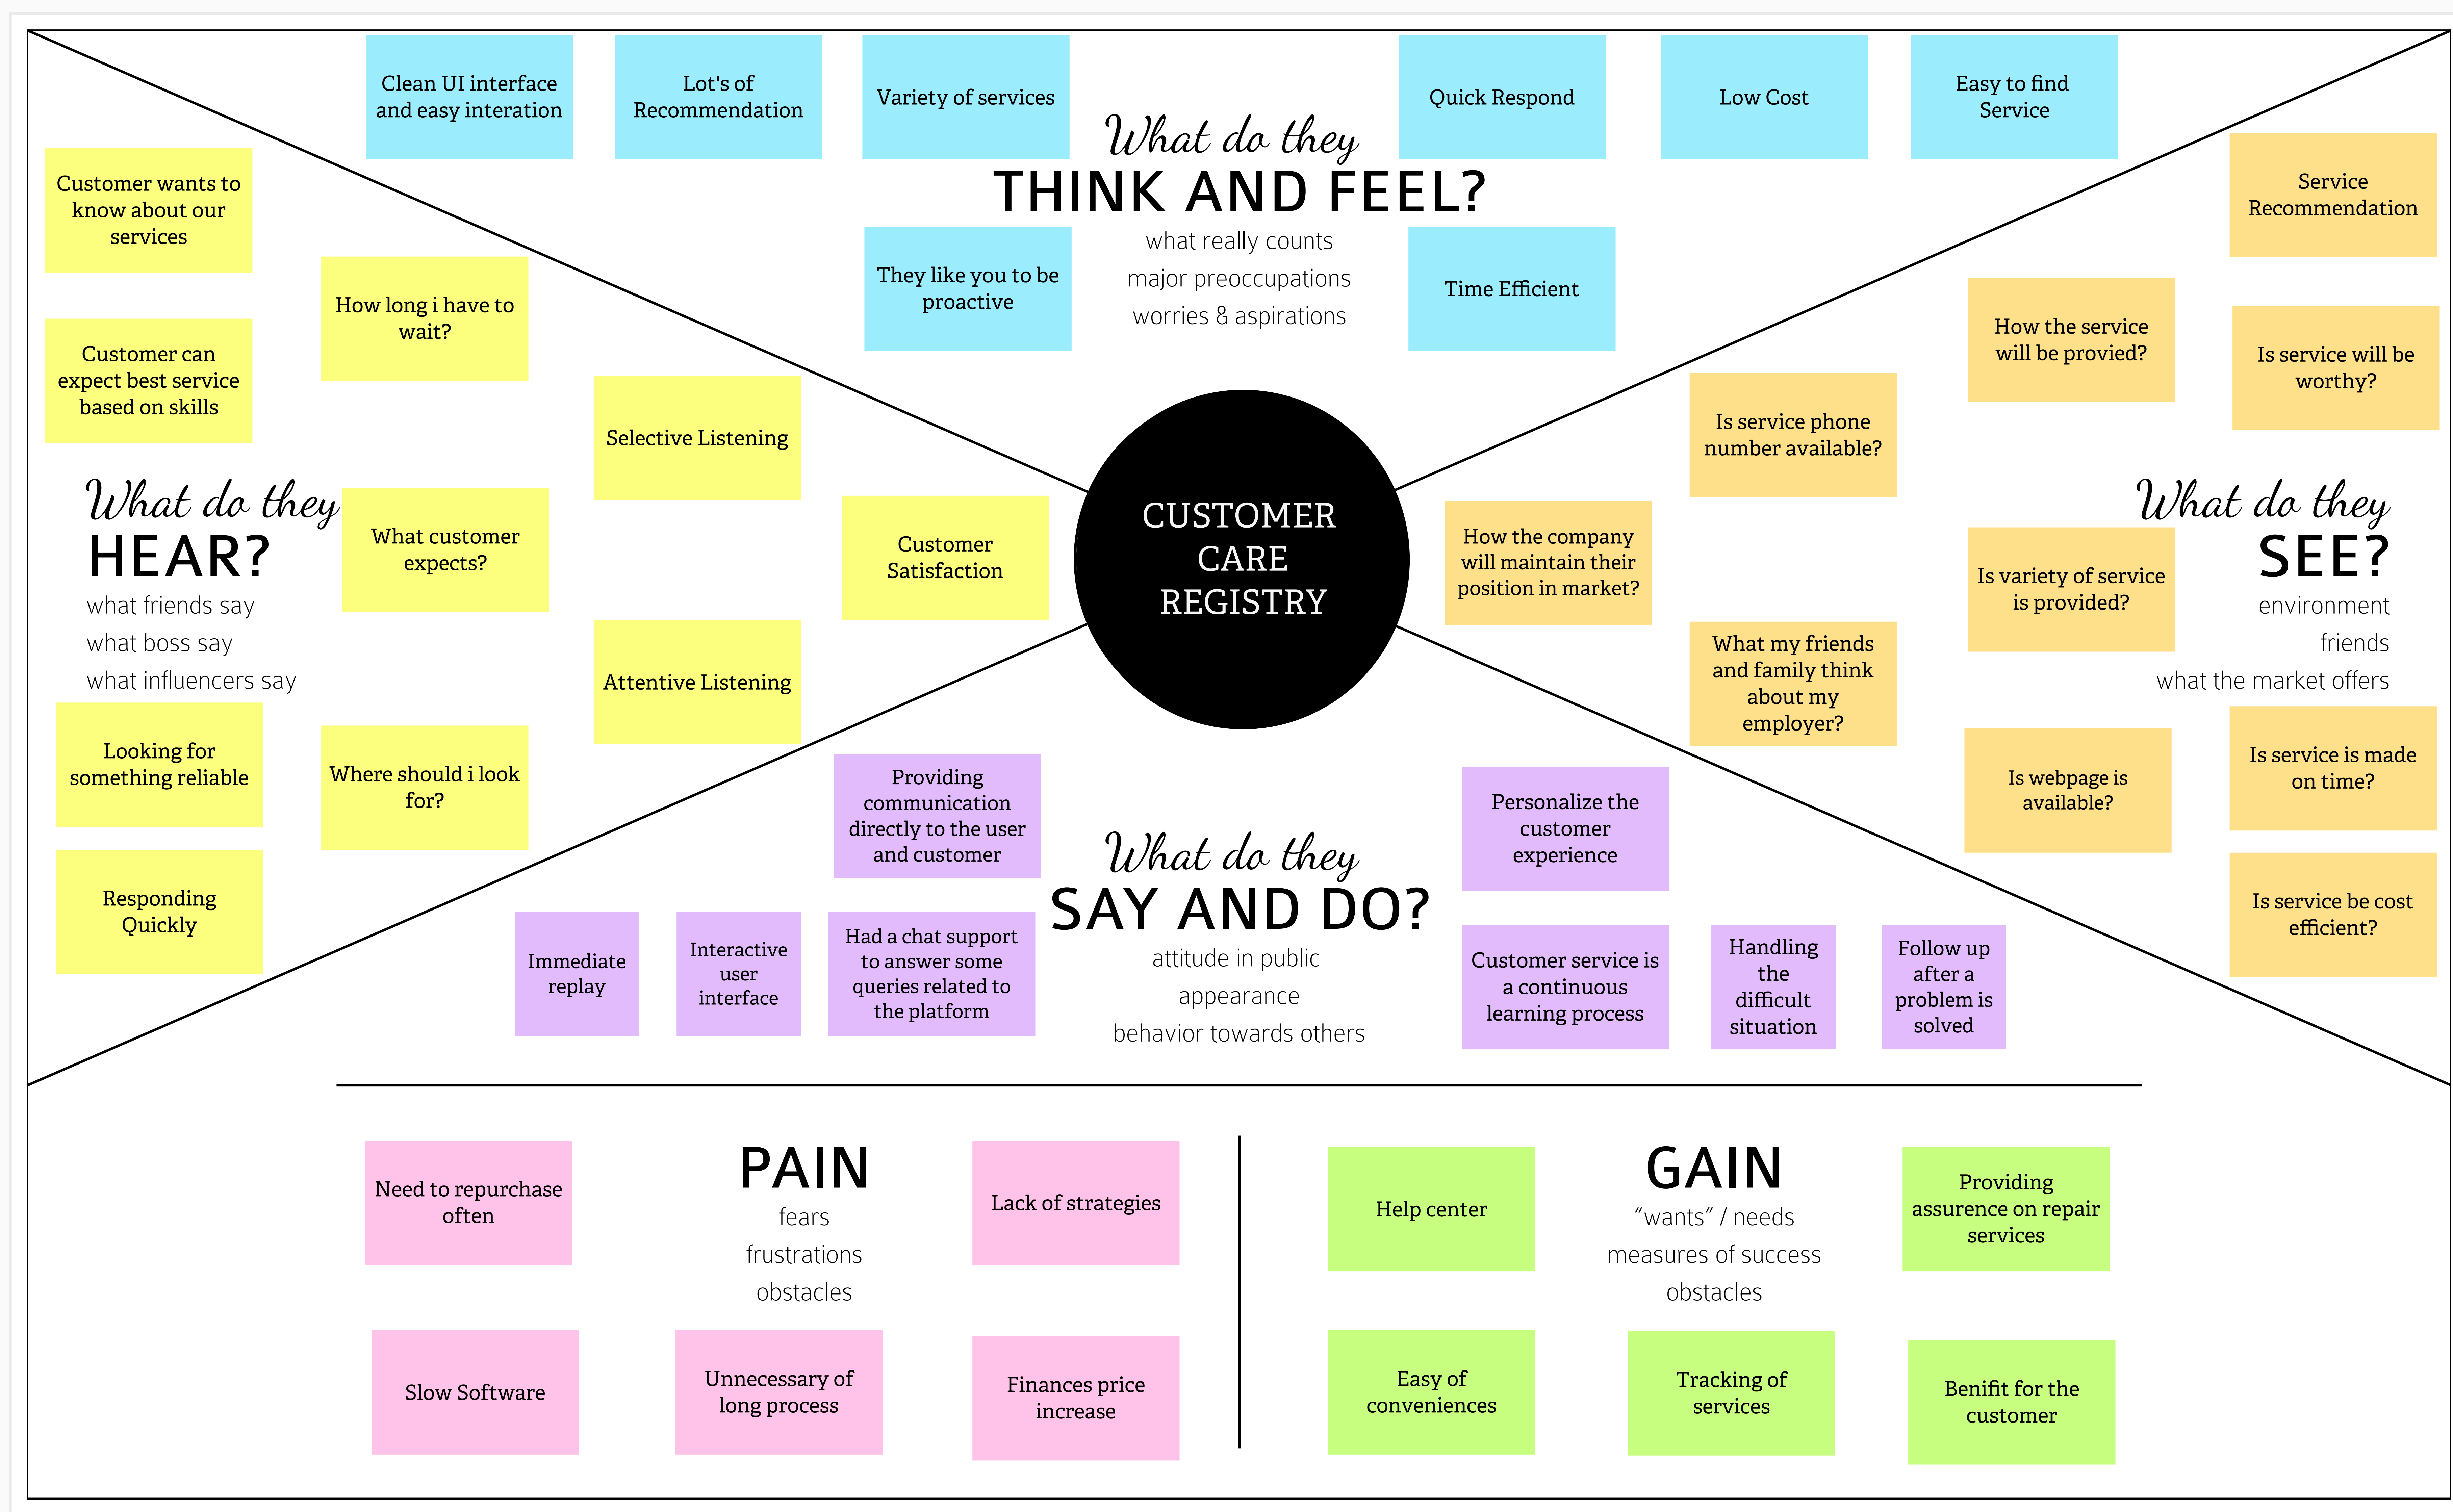 Clean UI interface
and easy interation
Lot's of
Recommendation
Variety of services
Quick Respond
Low Cost
Easy to find
Service
What do they
THINK AND FEEL?
what really counts
major preoccupations
worries & aspirations
They like you to be
proactive
Time Efficient
Customer wants to
know about our
services
How long i have to
wait?
Customer can
expect best service
based on skills
Selective Listening
What do they
HEAR?
what friends say
what boss say
what influencers say
What customer
expects?
Customer
Satisfaction
Attentive Listening
Looking for
something reliable
Where should i look
for?
Responding
Quickly
CUSTOMER
CARE
REGISTRY
Service
Recommendation
How the service
will be provied?
Is service will be
worthy?
Is service phone
number available?
How the company
will maintain their
position in market?
What do they
SEE?
environment
friends
what the market offers
Is variety of service
is provided?
What my friends
and family think
about my
employer?
Is webpage is
available?
Is service is made
on time?
Is service be cost
efficient?
Providing
communication
directly to the user
and customer
Personalize the
customer
experience
What do they
SAY AND DO?
attitude in public
appearance
behavior towards others
Immediate
replay
Interactive
user
interface
Had a chat support
to answer some
queries related to
the platform
Customer service is
a continuous
learning process
Handling
the
difficult
situation
Follow up
after a
problem is
solved
Need to repurchase
often
PAIN
fears
frustrations
obstacles
Lack of strategies
Slow Software
Unnecessary of
long process
Finances price
increase
Help center
GAIN
“wants” / needs
measures of success
obstacles
Providing
assurence on repair
services
Easy of
conveniences
Tracking of
services
Benifit for the
customer